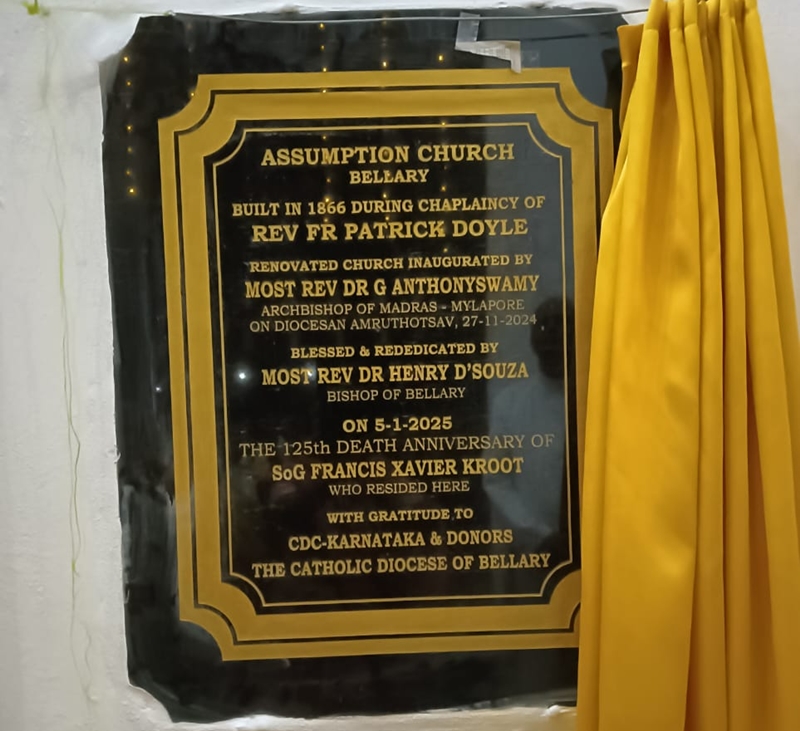 ASSUMPTION CHURCH
BELLARY
BUILT IN 1866 DURING CHAPLAINCY OF
REV FR PATRICK DOYLE
RENOVATED CHURCH INAUGURATED BY
MOST REV DR G ANTHONYSWAMY
ARCHBISHOP OF MADRAS - MYLAPORE
ON DIOCESAN AMRUTHOTSAV, 27-11-2024
BLESSED & REDEDICATED BY
MOST REV DR HENRY D'SOUZA
BISHOP OF BELLARY
ON 5-1-2025
THE 125th DEATH ANNIVERSARY OF
SoG FRANCIS XAVIER KROOT
WHO RESIDED HERE
WITH GRATITUDE TO
CDC-KARNATAKA & DONORS
THE CATHOLIC DIOCESE OF BELLARY